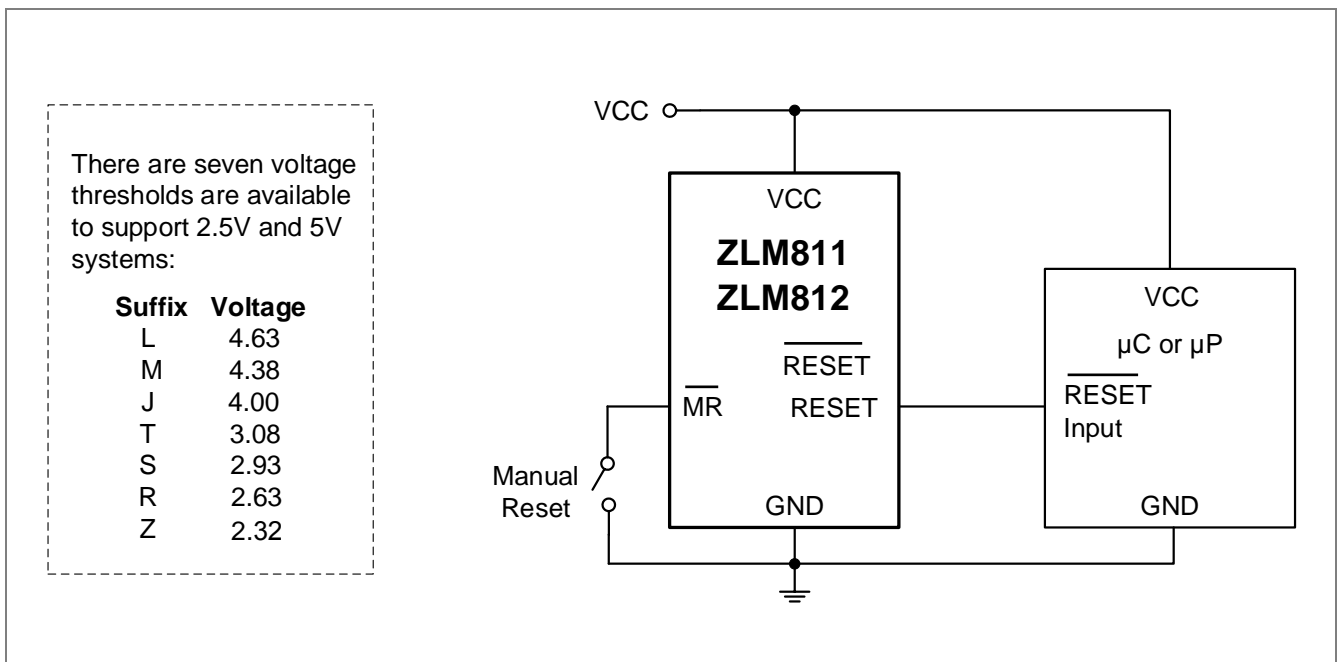 There are seven voltage
thresholds are available
to support 2.5V and 5V
systems:
Suffix Voltage
L 4.63
M 4.38
J 4.00
T 3.08
S 2.93
R 2.63
Z 2.32
VCC
VCC
ZLM811
ZLM812
RESET
MR RESET
GND
Manual
Reset
VCC
µC or µP
RESET
Input
GND